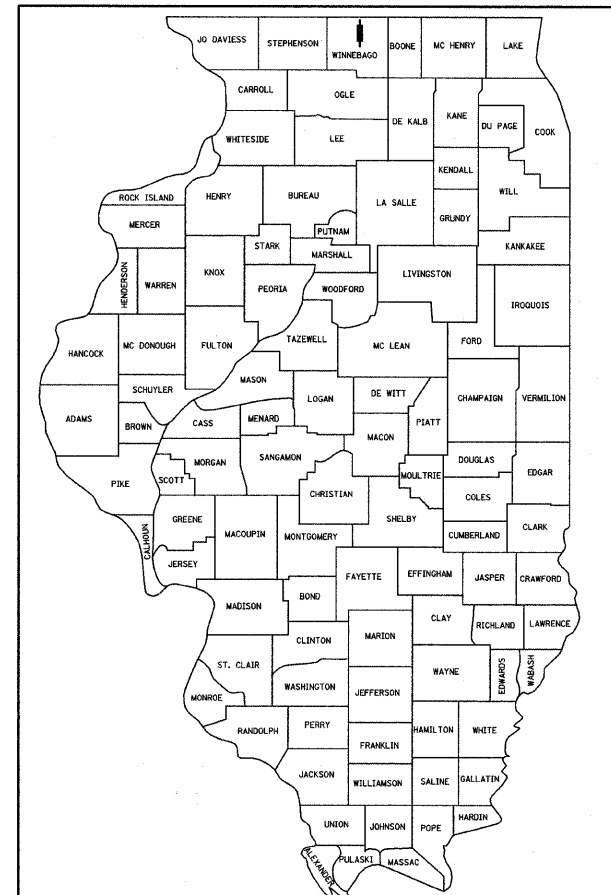 JO DAVIESS
STEPHENSON
WINNEBAGO
BOONE
MC HENRY
LAKE
CARROLL
OGLE
DE KALB
KANE
DU PAGE
COOK
WHITESIDE
LEE
KENDALL
WILL
ROCK ISLAND
HENRY
BUREAU
LA SALLE
GRUNDY
MERCER
PUTNAM
STARK
MARSHALL
KANKAKEE
HENDERSON
WARREN
KNOX
PEORIA
WOODFORD
LIVINGSTON
IROQUOIS
HANCOCK
MC DONOUGH
FULTON
TAZEWELL
MC LEAN
FORD
SCHUYLER
MASON
LOGAN
DE WITT
CHAMPAIGN
VERMILION
ADAMS
BROWN
CASS
MENARD
MACON
PIATT
PIKE
SCOTT
MORGAN
SANGAMON
CHRISTIAN
MOULTRIE
DOUGLAS
EDGAR
COLES
CALHOUN
GREENE
MACOUPIN
MONTGOMERY
SHELBY
CUMBERLAND
CLARK
JERSEY
FAYETTE
EFFINGHAM
JASPER
CRAWFORD
MADISON
BOND
CLAY
RICHLAND
LAWRENCE
CLINTON
MARION
ST. CLAIR
WAYNE
EDWARDS
WABASH
MONROE
WASHINGTON
JEFFERSON
RANDOLPH
PERRY
HAMILTON
WHITE
FRANKLIN
JACKSON
WILLIAMSON
SALINE
GALLATIN
UNION
JOHNSON
POPE
HARDIN
ALEXANDER
PULASKI
MASSAC